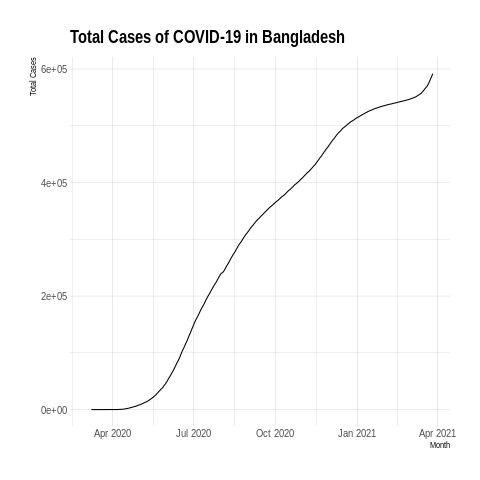 Total Cases of COVID-19 in Bangladesh
Total Cases
6e+05
4e+05
2e+05
0e+00
Apr 2020 Jul 2020 Oct 2020 Jan 2021 Apr 2021
Month